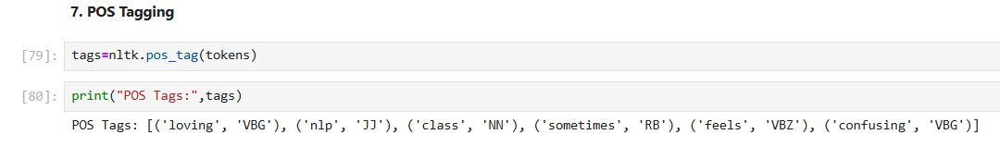 7. POS Tagging
[79]: tags=nltk.pos_tag(tokens)
[80]: print("POS Tags:",tags)
POS Tags: [('loving', 'VBG'), ('nlp', 'JJ'), ('class', 'NN'), ('sometimes', 'RB'), ('feels', 'VBZ'), ('confusing', 'VBG')]